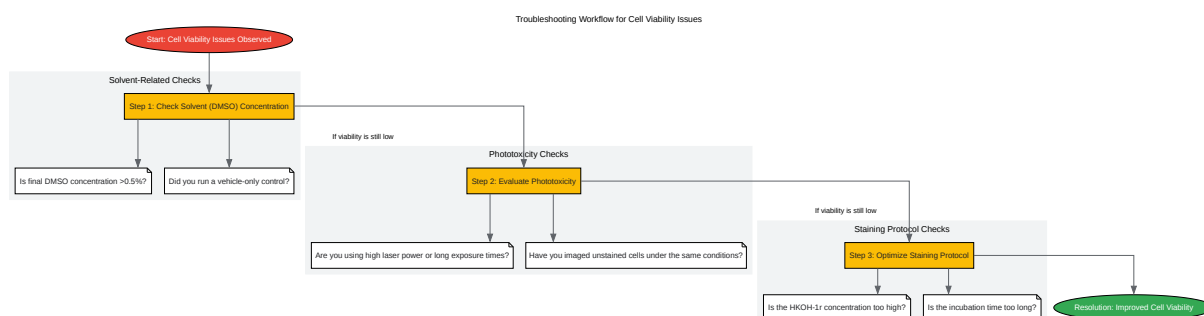 Troubleshooting Workflow for Cell Viability Issues
Start: Cell Viability Issues Observed
Solvent-Related Checks
Step 1: Check Solvent (DMSO) Concentration
If viability is still low
Is final DMSO concentration >0.5%?
Did you run a vehicle-only control?
Phototoxicity Checks
Step 2: Evaluate Phototoxicity
If viability is still low
Are you using high laser power or long exposure times?
Have you imaged unstained cells under the same conditions?
Staining Protocol Checks
Step 3: Optimize Staining Protocol
Is the HKOH-1r concentration too high?
Is the incubation time too long?
Resolution: Improved Cell Viability